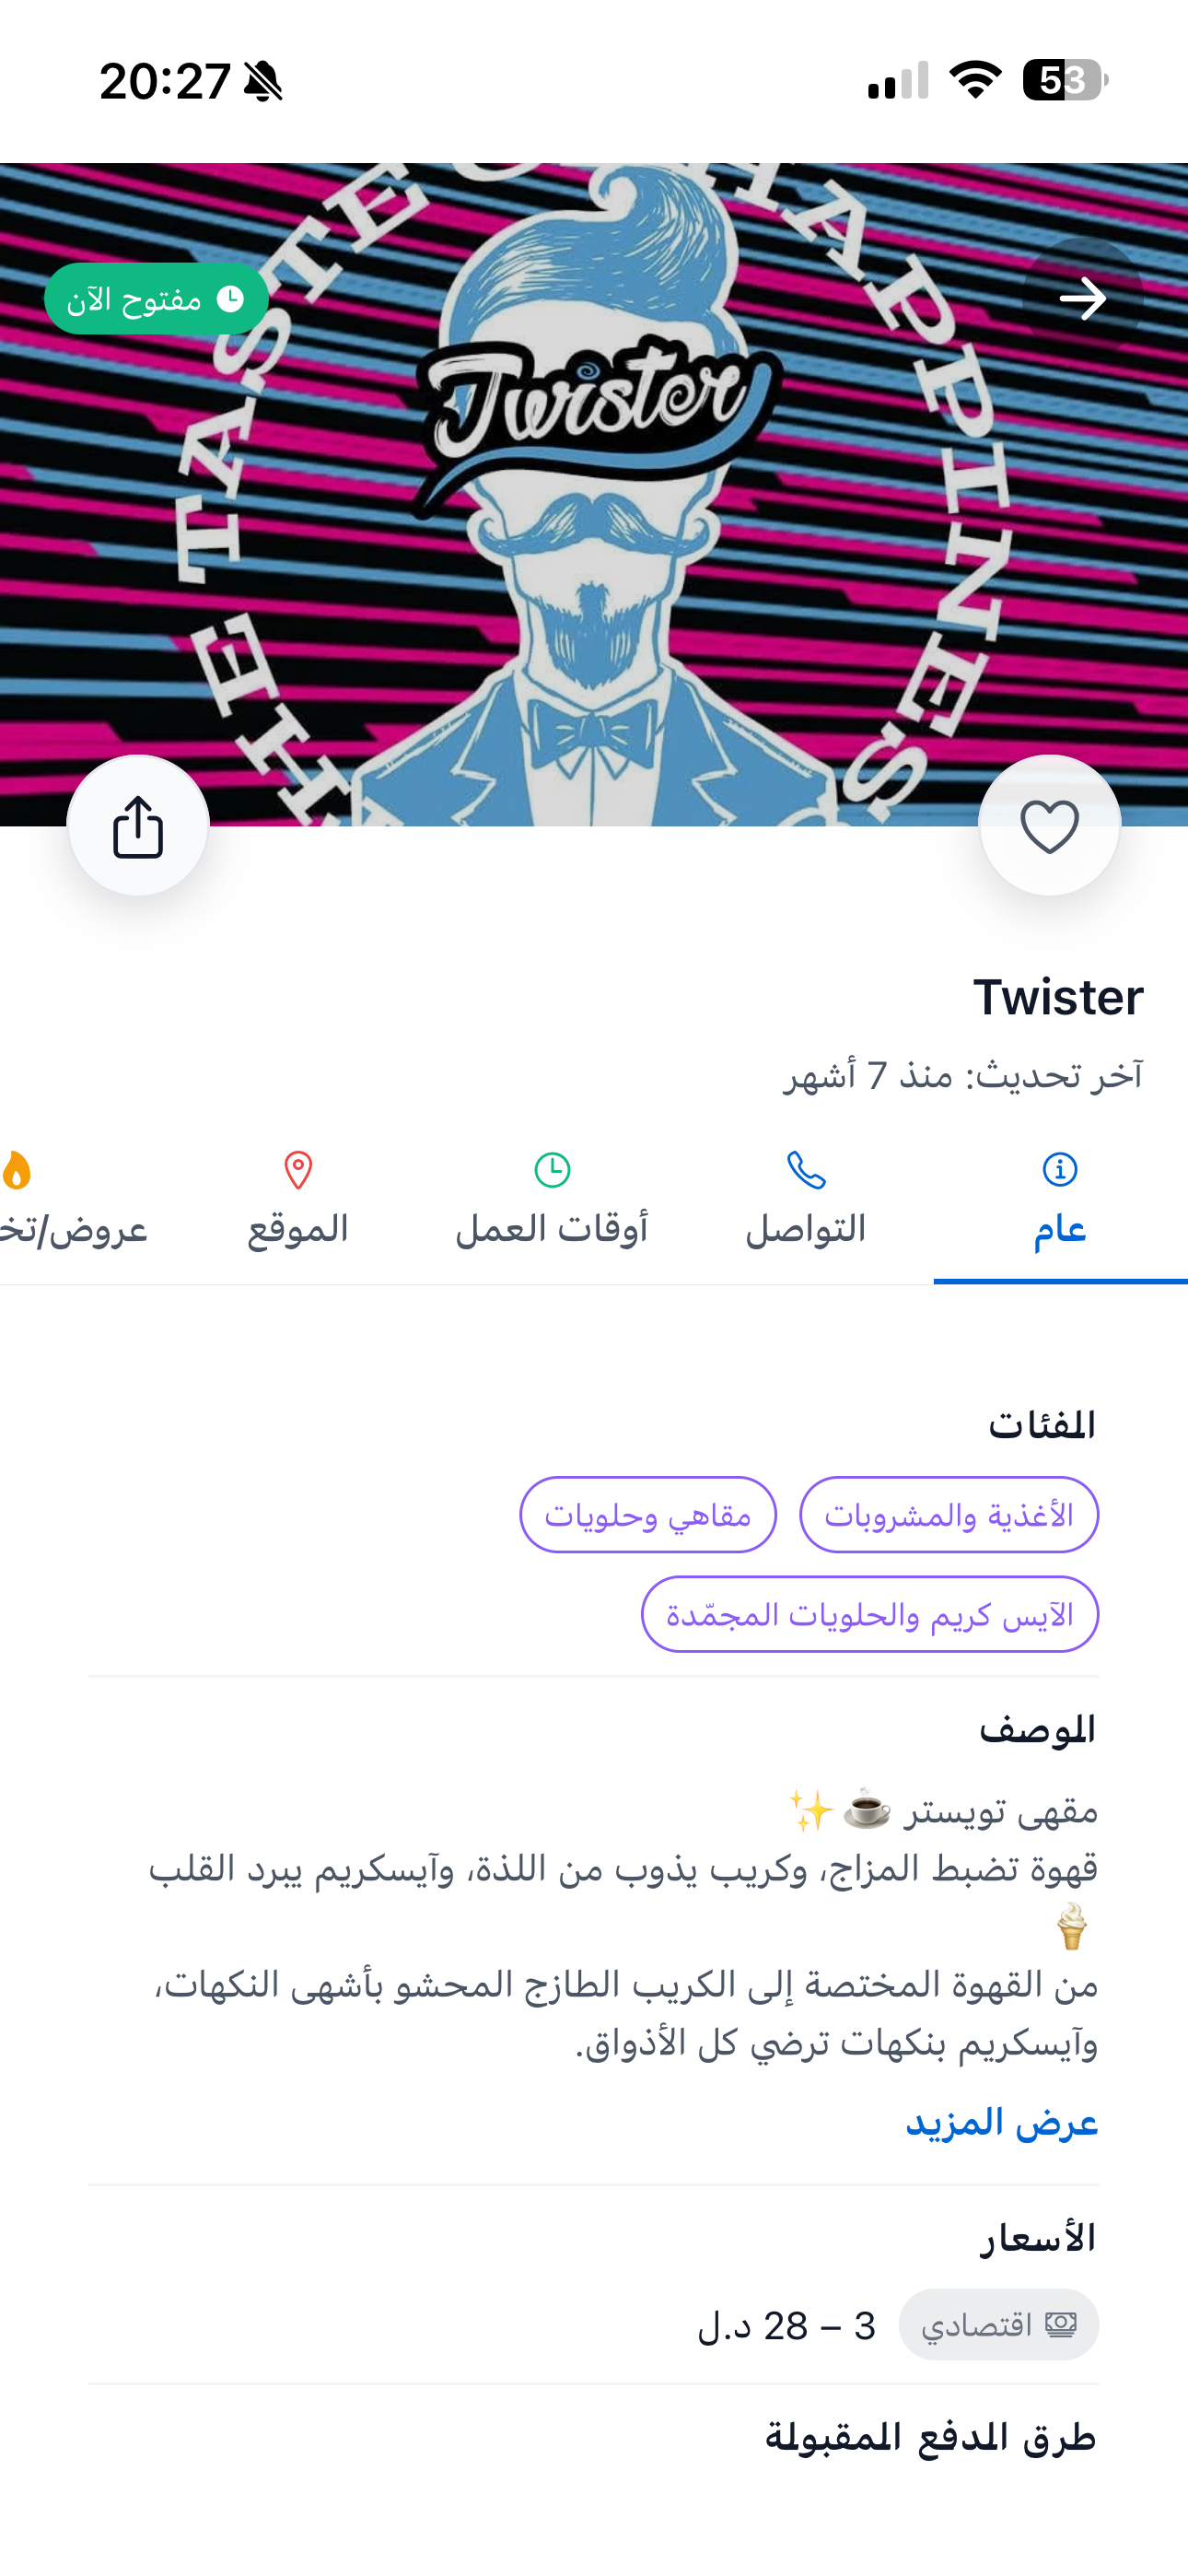 20:27
53
THE TASTE OF HAPPINESS
مفتوح الآن
Twister
Twister
آخر تحديث: منذ 7 أشهر
عام
التواصل
أوقات العمل
الموقع
عروض/تخ
الفئات
الأغذية والمشروبات
مقاهي وحلويات
الآيس كريم والحلويات المجمّدة
الوصف
مقهى تويستر ☕✨
قهوة تضبط المزاج، وكريب يذوب من اللذة، وآيسكريم يبرد القلب
🍦
من القهوة المختصة إلى الكريب الطازج المحشو بأشهى النكهات،
وآيسكريم بنكهات ترضي كل الأذواق.
عرض المزيد
الأسعار
اقتصادي
3 – 28 د.ل
طرق الدفع المقبولة